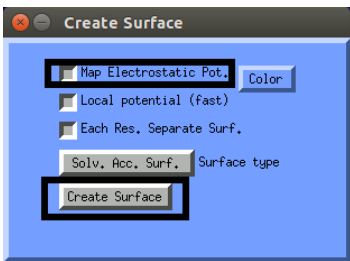 Create Surface
Map Electrostatic Pot.
Color
Local potential (fast)
Each Res. Separate Surf.
Solv. Acc. Surf. Surface type
Create Surface